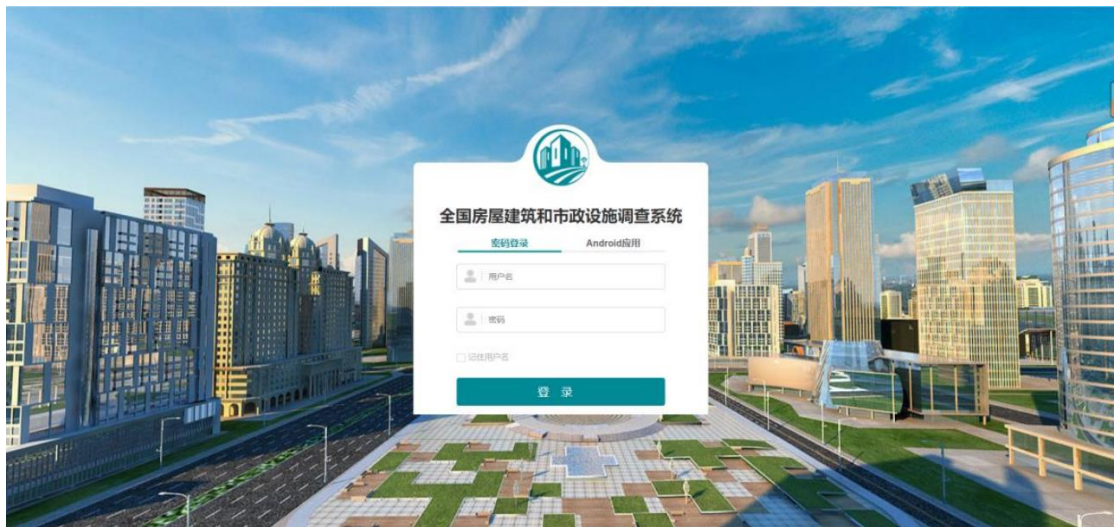 全国房屋建筑和市政设施调查系统
密码登录 Android应用
用户名
密码
记住用户名
登 录